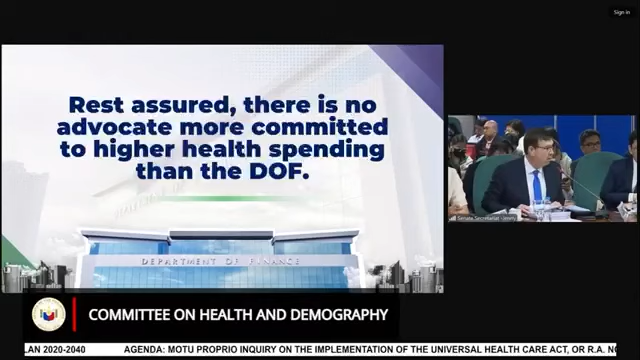 Sign in
Rest assured, there is no
advocate more committed
to higher health spending
than the DOF.
DEPARTMENT OF FINANCE
COMMITTEE ON HEALTH AND DEMOGRAPHY
LAN 2020-2040 AGENDA: MOTU PROPRIO INQUIRY ON THE IMPLEMENTATION OF THE UNIVERSAL HEALTH CARE ACT, OR R.A. NO